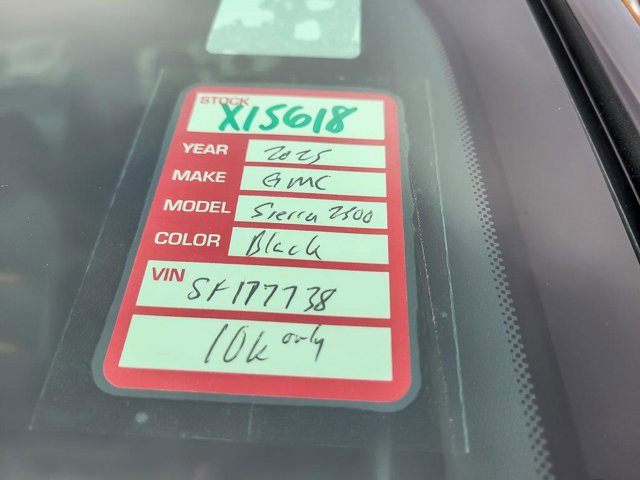 STOCK X15618
YEAR 2025
MAKE GMC
MODEL Sierra 2500
COLOR Black
VIN SF177738
10k only